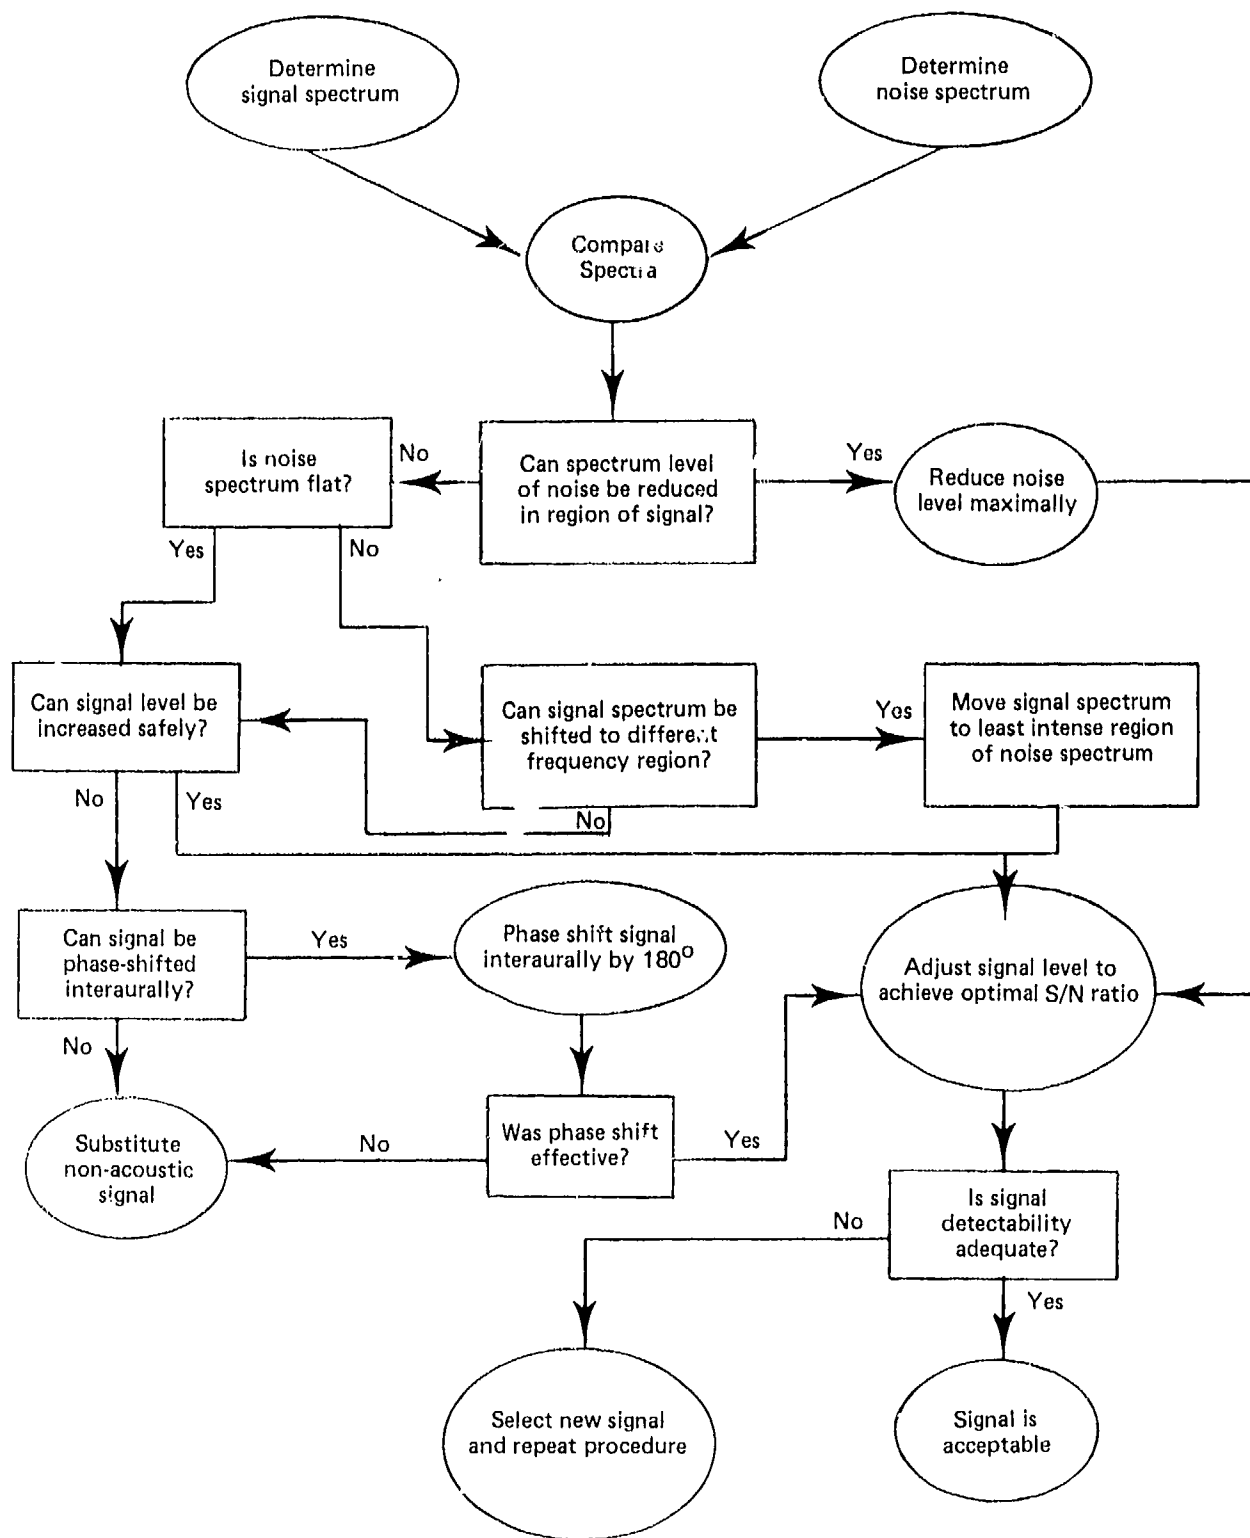 Determine
signal spectrum
Determine
noise spectrum
Compare
Spectra
Is noise
spectrum flat?
No
Can spectrum level
of noise be reduced
in region of signal?
Yes
Reduce noise
level maximally
Yes
No
Can signal level be
increased safely?
Can signal spectrum be
shifted to different
frequency region?
Yes
Move signal spectrum
to least intense region
of noise spectrum
No
Yes
No
Can signal be
phase-shifted
interaurally?
Yes
Phase shift signal
interaurally by 180°
Adjust signal level to
achieve optimal S/N ratio
No
Substitute
non-acoustic
signal
No
Was phase shift
effective?
Yes
Is signal
detectability
adequate?
No
Yes
Select new signal
and repeat procedure
Signal is
acceptable